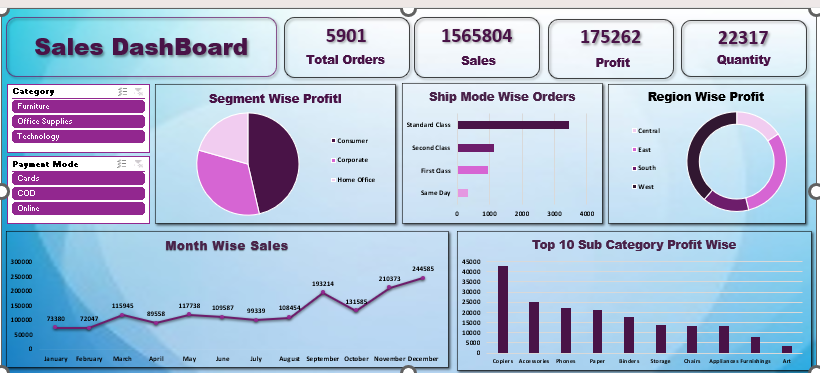 Sales DashBoard
5901
Total Orders
1565804
Sales
175262
Profit
22317
Quantity
Category
Furniture
Office Supplies
Technology
Payment Mode
Cards
COD
Online
Segment Wise Profitl
Consumer
Corporate
Home Office
Ship Mode Wise Orders
Standard Class
Second Class
First Class
Same Day
0 1000 2000 3000 4000
Region Wise Profit
Central
East
South
West
Month Wise Sales
300000
250000
200000
150000
100000
50000
0
73380 72047 115945 89558 117738 109587 99339 108454 193214 131585 210373 244585
January February March April May June July August September October November December
Top 10 Sub Category Profit Wise
45000
40000
35000
30000
25000
20000
15000
10000
5000
0
Copiers Accessories Phones Paper Binders Storage Chairs Appliances Furnishings Art